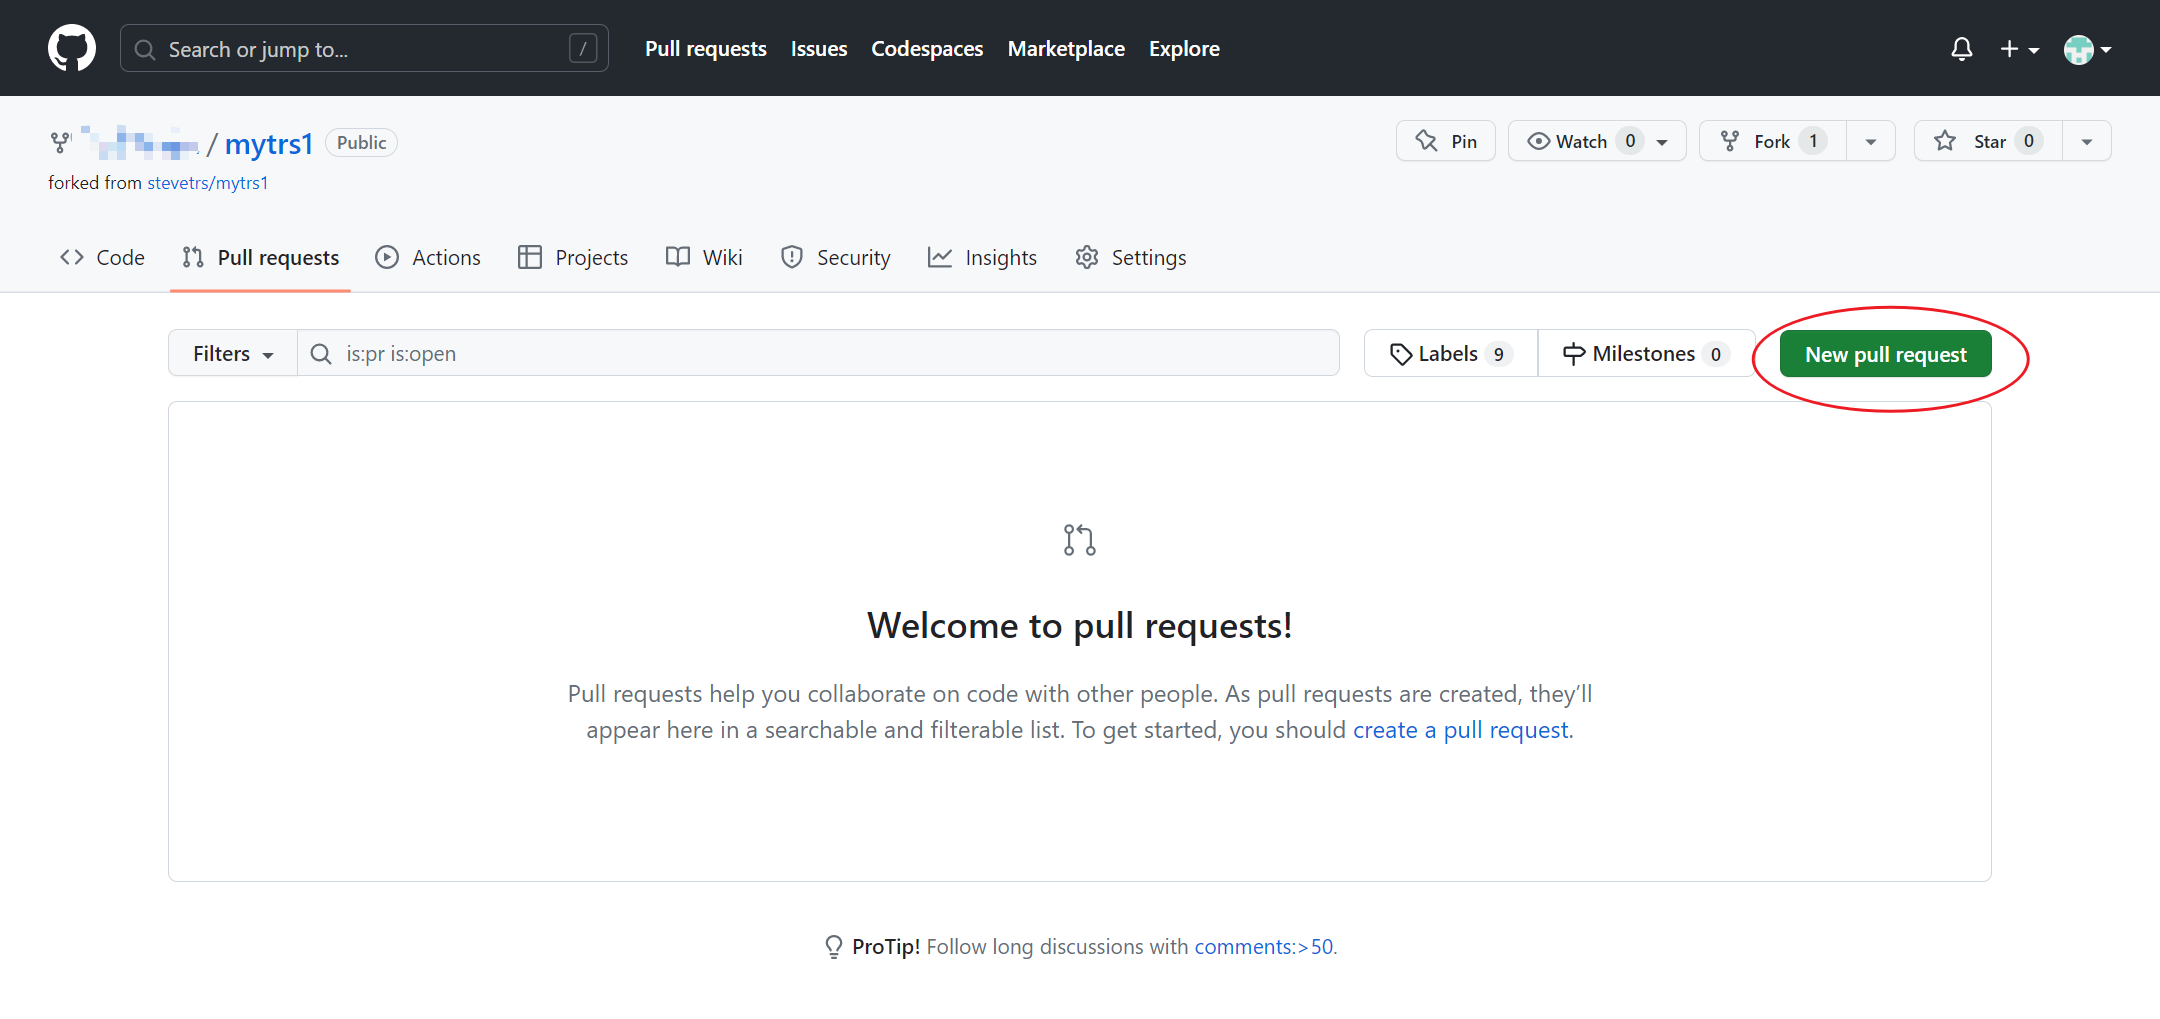 Search or jump to... / Pull requests Issues Codespaces Marketplace Explore
/ mytrs1 Public Pin Watch 0 Fork 1 Star 0
forked from stevetrs/mytrs1
Code Pull requests Actions Projects Wiki Security Insights Settings
Filters is:pr is:open Labels 9 Milestones 0 New pull request
Welcome to pull requests!
Pull requests help you collaborate on code with other people. As pull requests are created, they’ll
appear here in a searchable and filterable list. To get started, you should create a pull request.
ProTip! Follow long discussions with comments:>50.